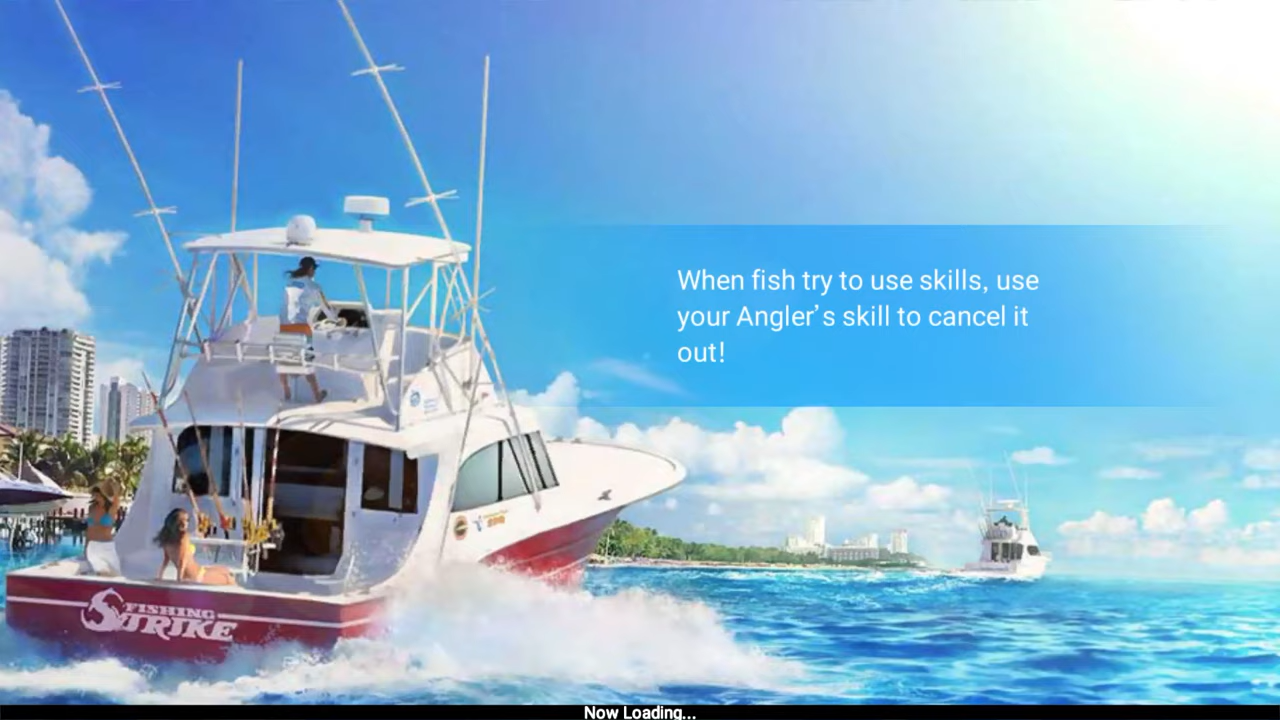 When fish try to use skills, use
your Angler's skill to cancel it
out!
FISHING
STRIKE
Now Loading...